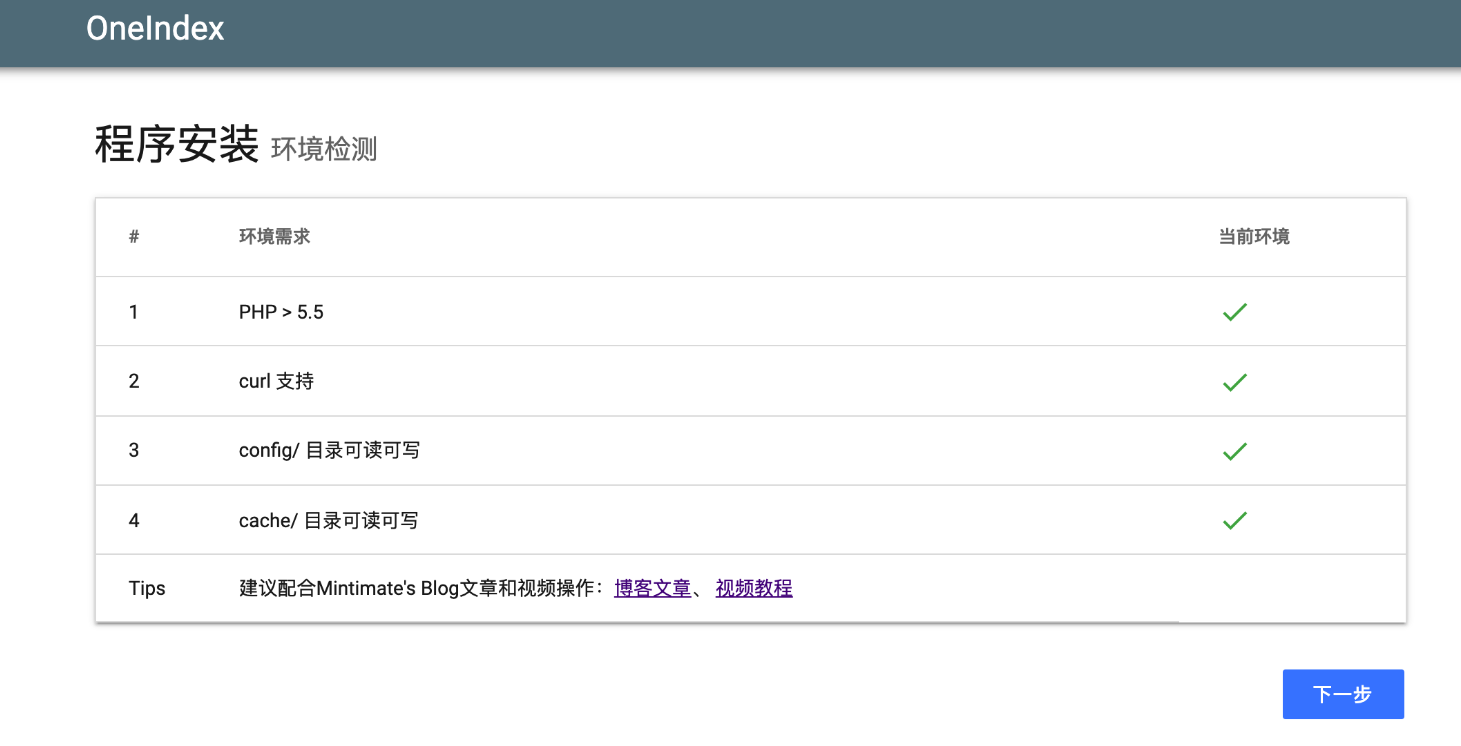 OneIndex
程序安装 环境检测
# 环境需求 当前环境
1 PHP > 5.5
2 curl 支持
3 config/ 目录可读可写
4 cache/ 目录可读可写
Tips 建议配合Mintimate's Blog文章和视频操作：博客文章、 视频教程
下一步